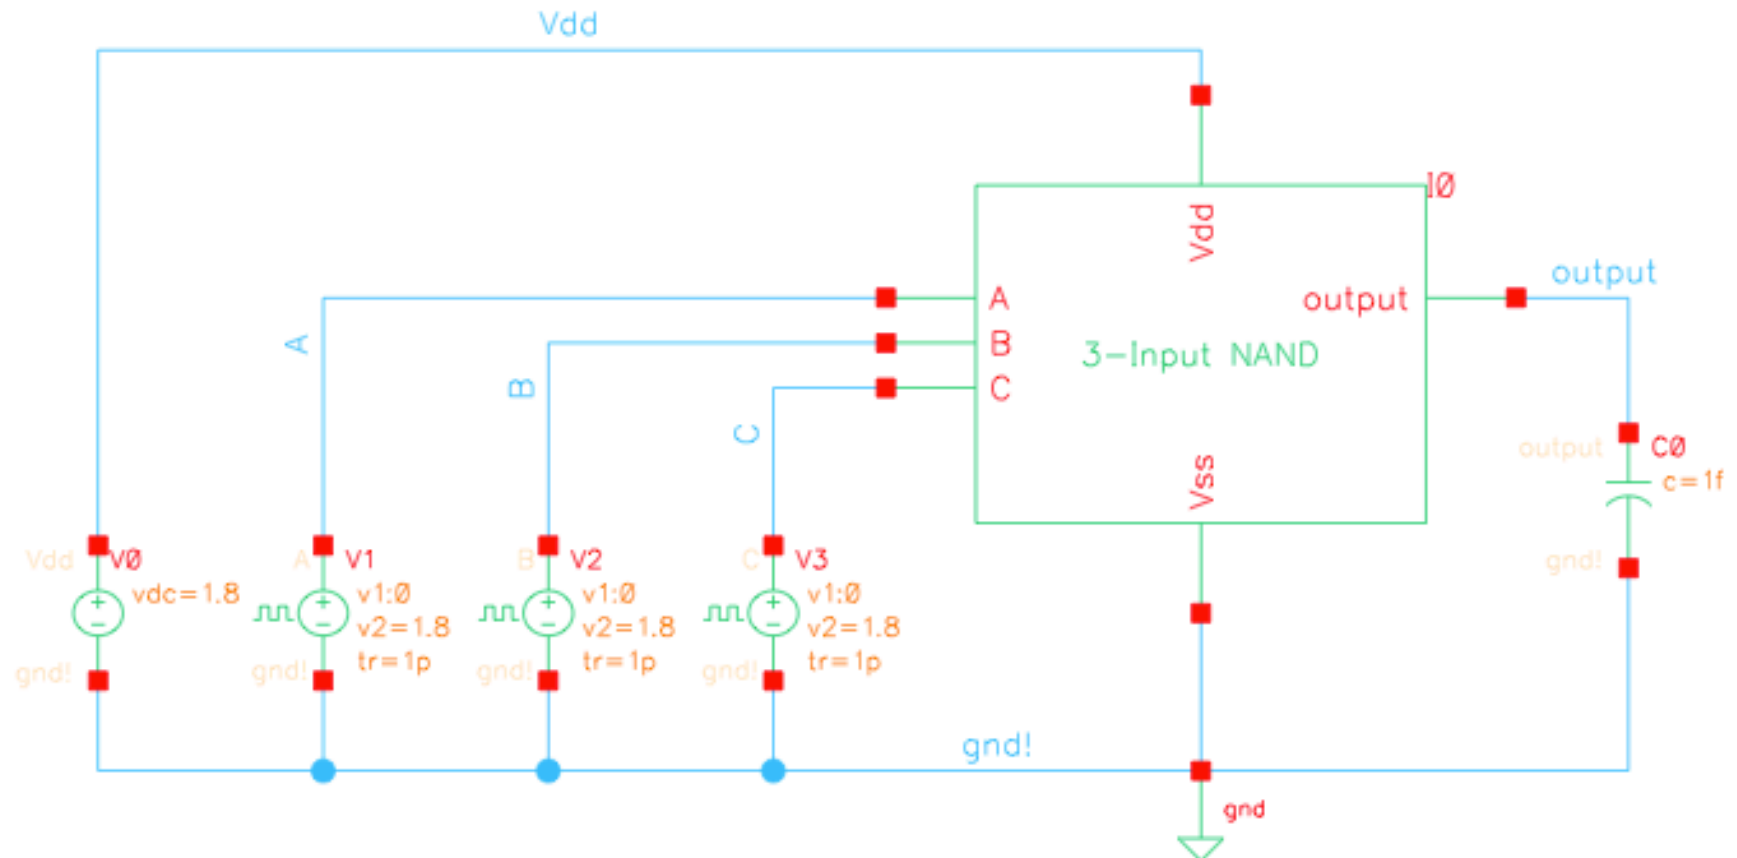 Vdd
I0
Vdd
output
output
A
A
B
3-Input NAND
B
C
C
output
C0
c=1f
Vss
Vdd
V0
vdc=1.8
gnd!
A
V1
v1:0
v2=1.8
tr=1p
gnd!
B
V2
v1:0
v2=1.8
tr=1p
gnd!
C
V3
v1:0
v2=1.8
tr=1p
gnd!
gnd!
gnd!
gnd